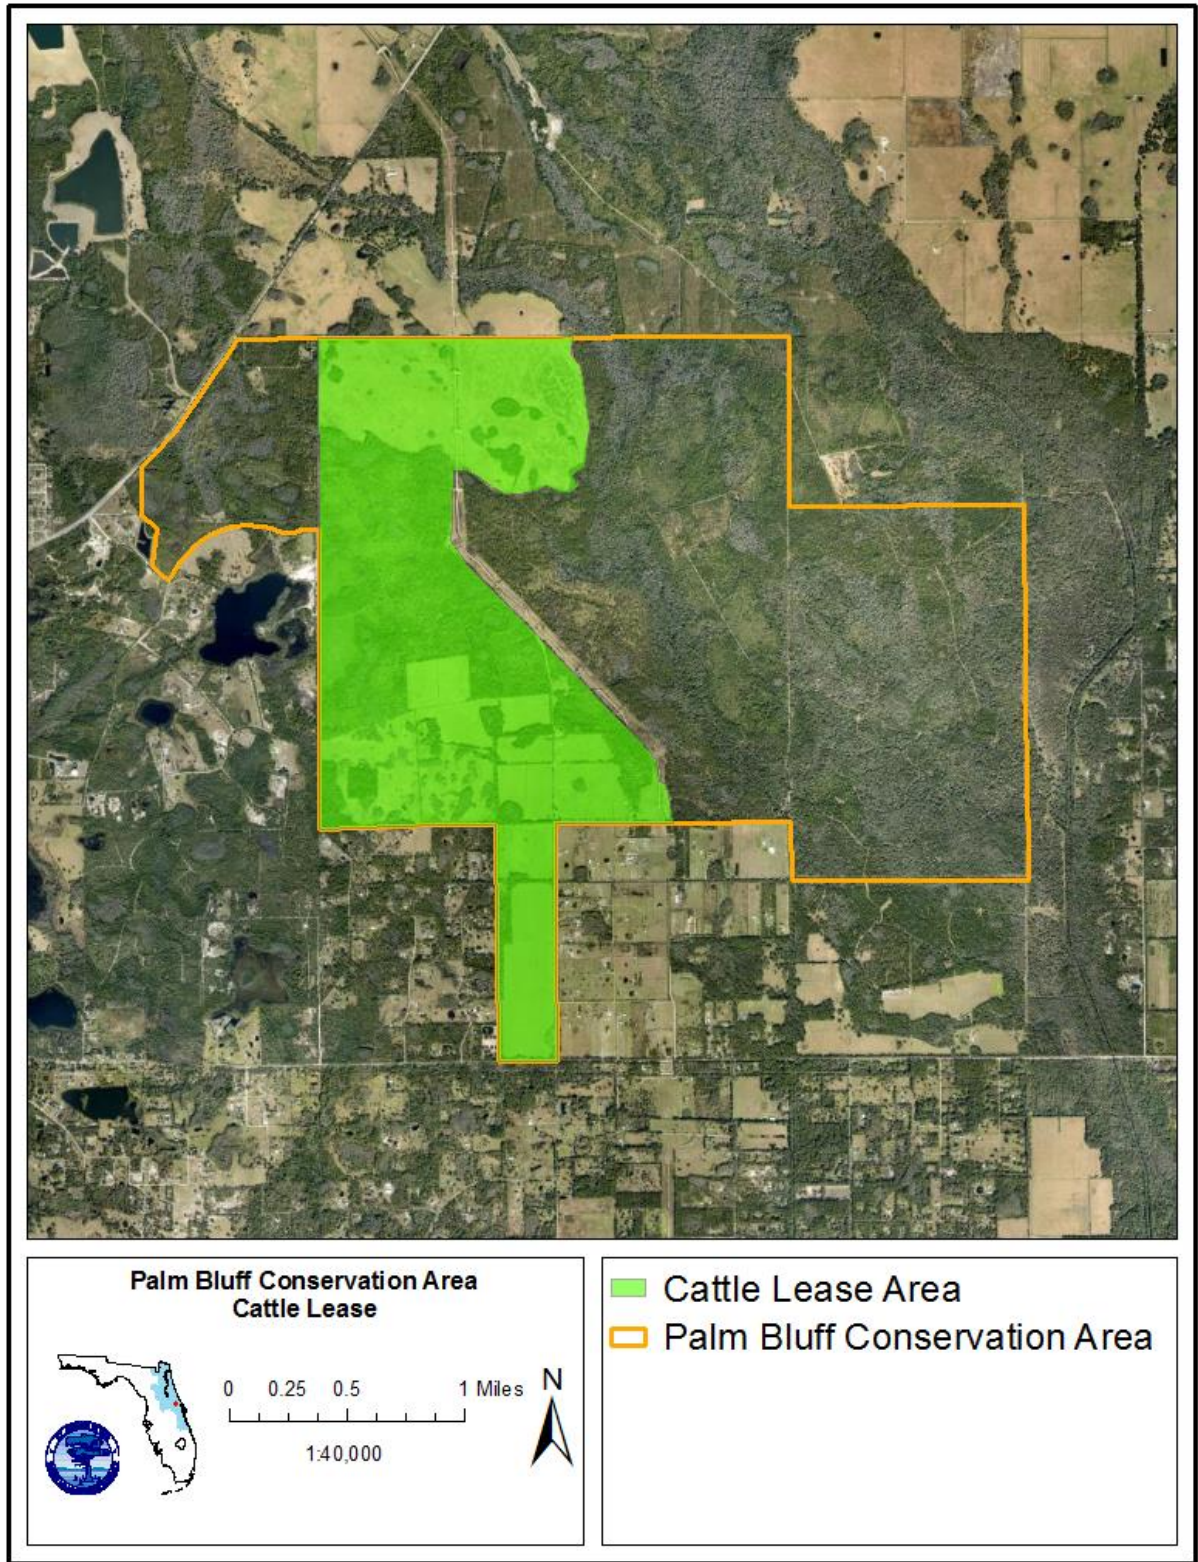 Palm Bluff Conservation Area
Cattle Lease
0 0.25 0.5 1 Miles
1:40,000
N
Cattle Lease Area
Palm Bluff Conservation Area